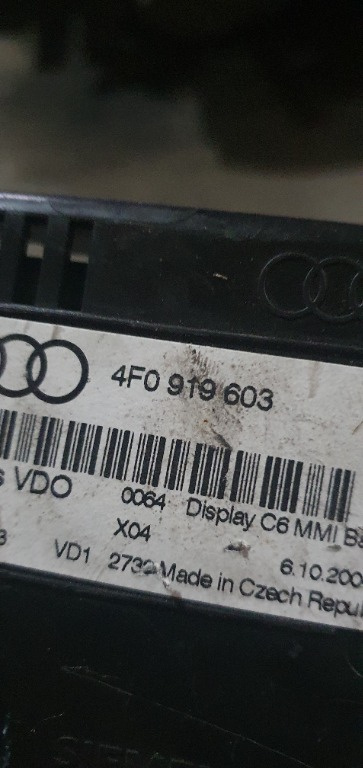 4F0 919 603
VDO 0064 Display C6 MMI
X04
VD1 Made in Czech